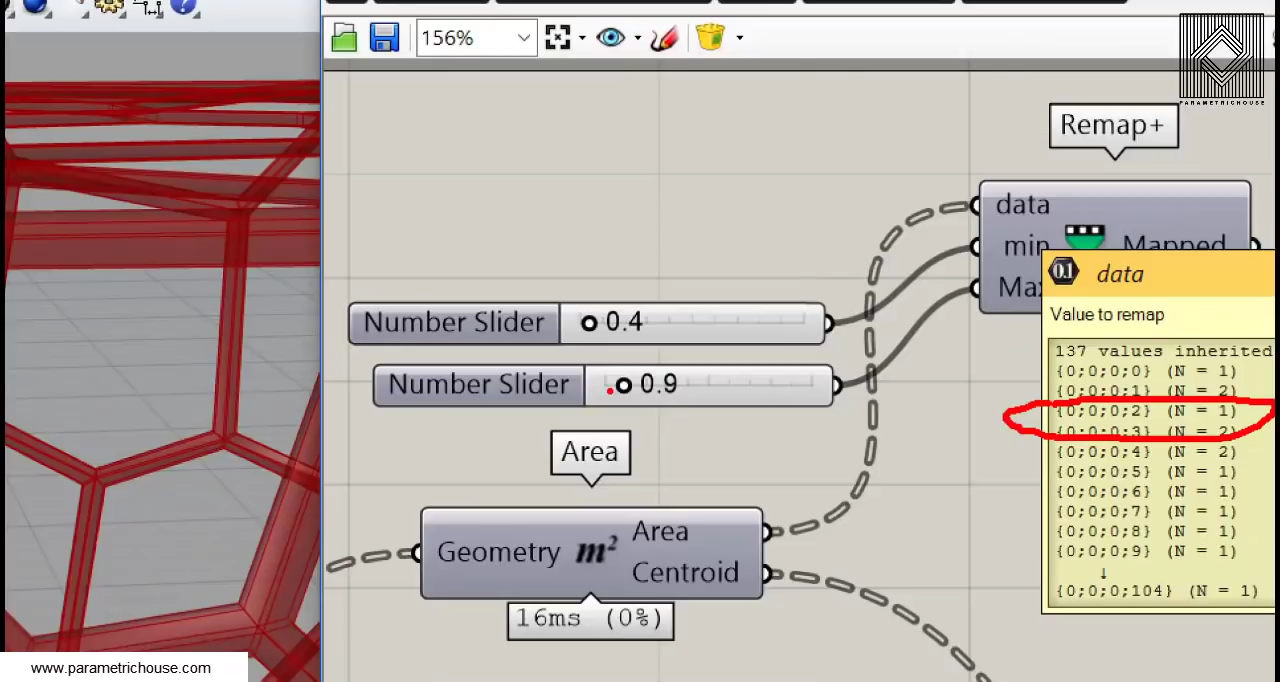 156%
PARAMETRICHOUSE
Remap+
data
min
Mapped
Max
0.1 data
Value to remap
137 values inherited
{0;0;0;0} (N = 1)
{0;0;0;1} (N = 2)
{0;0;0;2} (N = 1)
{0;0;0;3} (N = 2)
{0;0;0;4} (N = 2)
{0;0;0;5} (N = 1)
{0;0;0;6} (N = 1)
{0;0;0;7} (N = 1)
{0;0;0;8} (N = 1)
{0;0;0;9} (N = 1)
↓
{0;0;0;104} (N = 1)
Number Slider 0.4
Number Slider 0.9
Area
Geometry m² Area
Centroid
16ms (0%)
www.parametrichouse.com